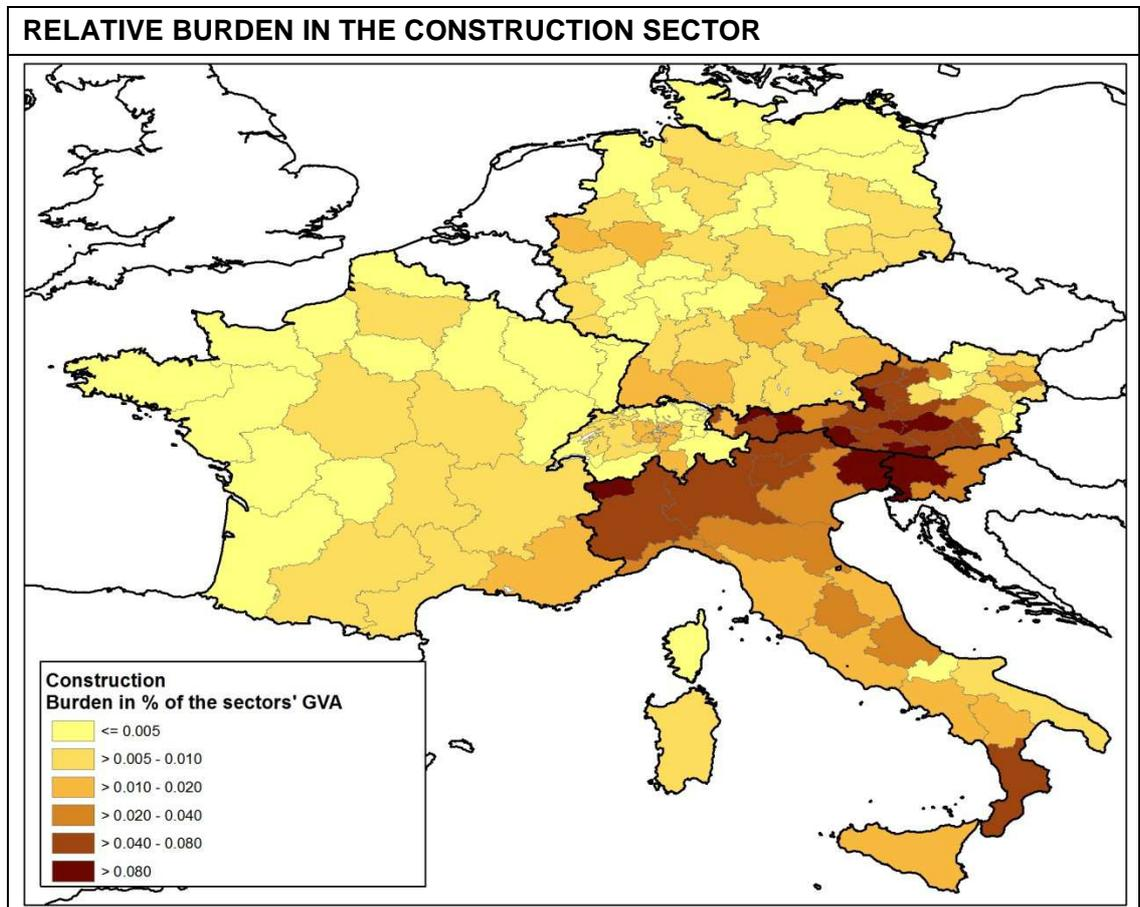 RELATIVE BURDEN IN THE CONSTRUCTION SECTOR
Construction
Burden in % of the sectors' GVA
<= 0.005
> 0.005 - 0.010
> 0.010 - 0.020
> 0.020 - 0.040
> 0.040 - 0.080
> 0.080